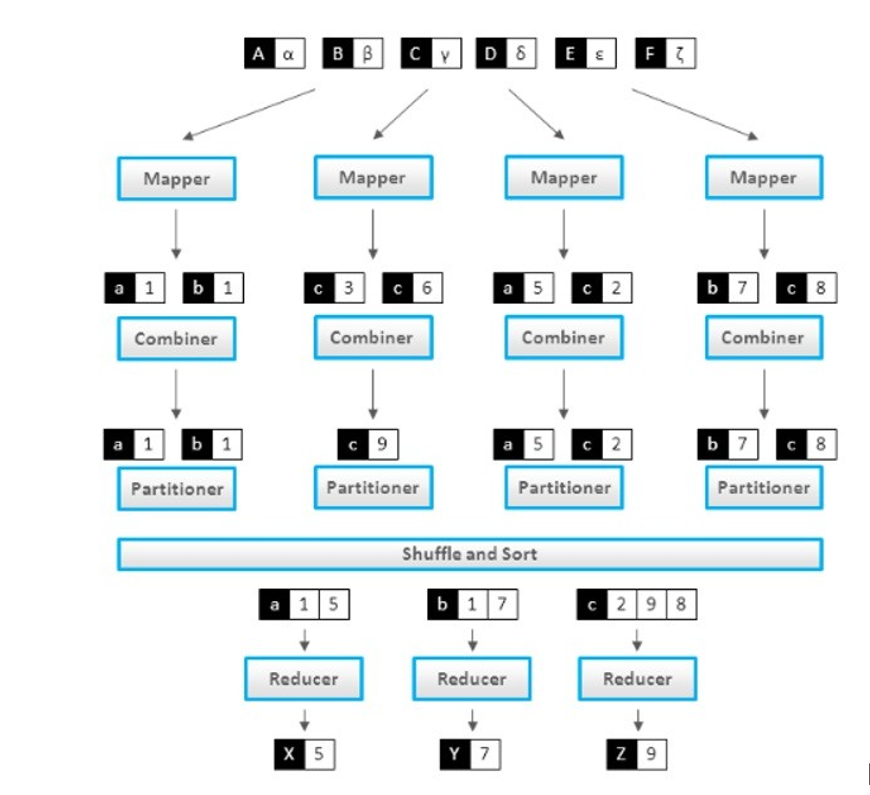 A α B β C γ D δ E ε F ζ
Mapper Mapper Mapper Mapper
a 1 b 1 c 3 c 6 a 5 c 2 b 7 c 8
Combiner Combiner Combiner Combiner
a 1 b 1 c 9 a 5 c 2 b 7 c 8
Partitioner Partitioner Partitioner Partitioner
Shuffle and Sort
a 1 5 b 1 7 c 2 9 8
Reducer Reducer Reducer
X 5 Y 7 Z 9